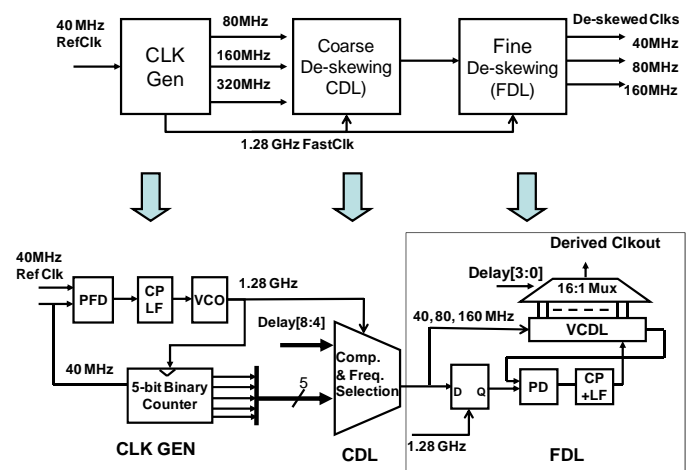 40 MHz
RefClk
CLK
Gen
80MHz
160MHz
320MHz
Coarse
De-skewing
CDL)
Fine
De-skewing
(FDL)
De-skewed Clks
40MHz
80MHz
160MHz
1.28 GHz FastClk
40MHz
Ref Clk
PFD
CP
LF
VCO
1.28 GHz
Delay[8:4]
40 MHz
5-bit Binary
Counter
5
Comp.
& Freq.
Selection
CLK GEN
CDL
Derived Clkout
Delay[3:0]
16:1 Mux
40, 80, 160 MHz
VCDL
D Q
PD
CP
+LF
1.28 GHz
FDL